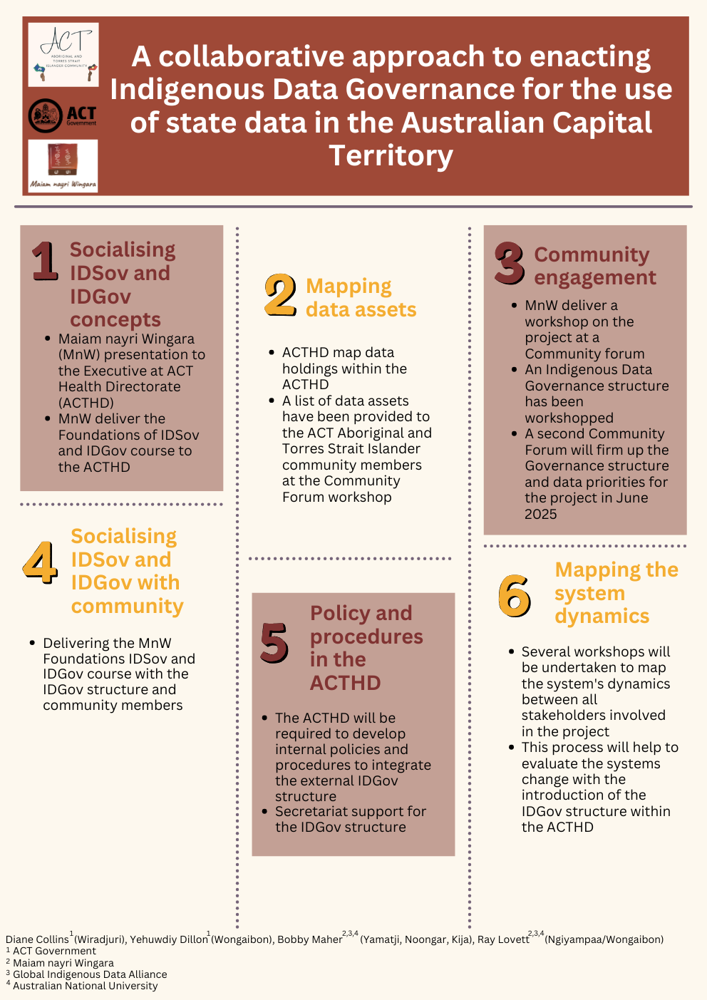 ACT
ABORIGINAL AND
TORRES STRAIT
ISLANDER COMMUNITY
ACT
Government
Maiam nayri Wingara
A collaborative approach to enacting
Indigenous Data Governance for the use
of state data in the Australian Capital
Territory
1
Socialising
IDSov and
IDGov
concepts
• Maiam nayri Wingara
(MnW) presentation to
the Executive at ACT
Health Directorate
(ACTHD)
• MnW deliver the
Foundations of IDSov
and IDGov course to
the ACTHD
2
Mapping
data assets
• ACTHD map data
holdings within the
ACTHD
• A list of data assets
have been provided to
the ACT Aboriginal and
Torres Strait Islander
community members
at the Community
Forum workshop
3
Community
engagement
• MnW deliver a
workshop on the
project at a
Community forum
• An Indigenous Data
Governance structure
has been
workshopped
• A second Community
Forum will firm up the
Governance structure
and data priorities for
the project in June
2025
4
Socialising
IDSov and
IDGov with
community
• Delivering the MnW
Foundations IDSov and
IDGov course with the
IDGov structure and
community members
5
Policy and
procedures
in the
ACTHD
• The ACTHD will be
required to develop
internal policies and
procedures to integrate
the external IDGov
structure
• Secretariat support for
the IDGov structure
6
Mapping the
system
dynamics
• Several workshops will
be undertaken to map
the system's dynamics
between all
stakeholders involved
in the project
• This process will help to
evaluate the systems
change with the
introduction of the
IDGov structure within
the ACTHD
Diane Collins1(Wiradjuri), Yehuwdiy Dillon1(Wongaibon), Bobby Maher2,3,4(Yamatji, Noongar, Kija), Ray Lovett2,3,4(Ngiyampaa/Wongaibon)
1 ACT Government
2 Maiam nayri Wingara
3 Global Indigenous Data Alliance
4 Australian National University